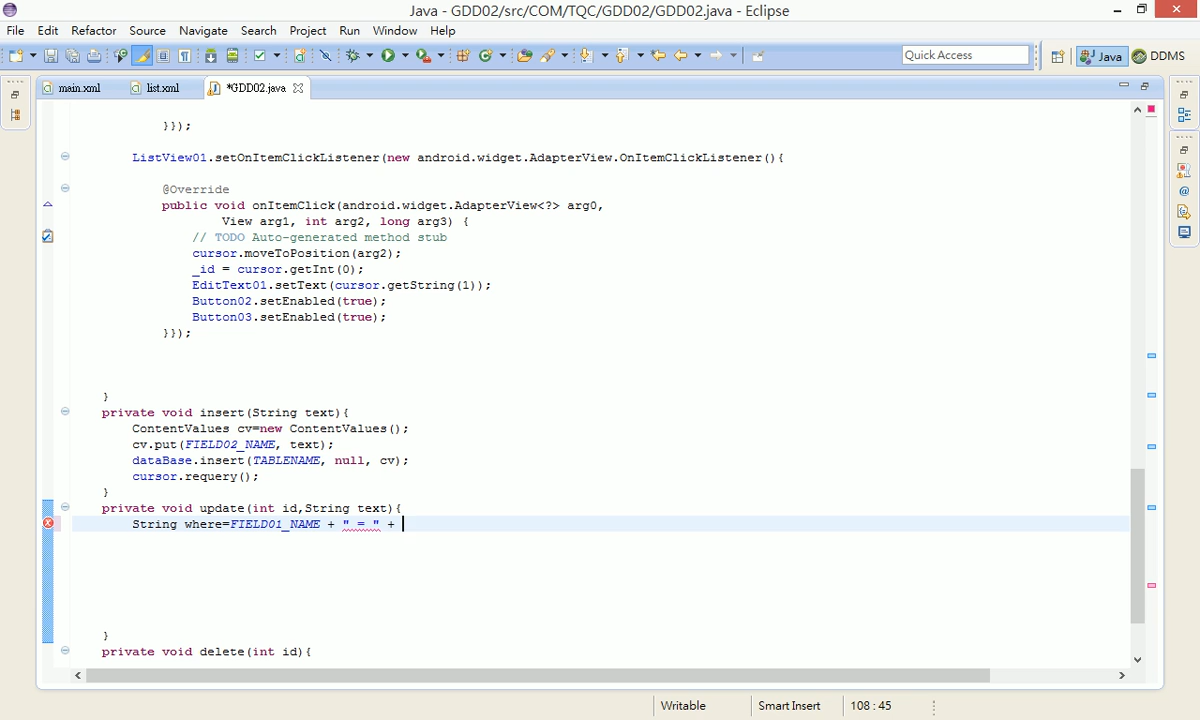 Java - GDD02/src/COM/TQC/GDD02/GDD02.java - Eclipse
File Edit Refactor Source Navigate Search Project Run Window Help
Quick Access
Java
DDMS
main.xml
list.xml
*GDD02.java
}});
ListView01.setOnItemClickListener(new android.widget.AdapterView.OnItemClickListener(){
@Override
public void onItemClick(android.widget.AdapterView<?> arg0,
View arg1, int arg2, long arg3) {
// TODO Auto-generated method stub
cursor.moveToPosition(arg2);
_id = cursor.getInt(0);
EditText01.setText(cursor.getString(1));
Button02.setEnabled(true);
Button03.setEnabled(true);
}});
}
private void insert(String text){
ContentValues cv=new ContentValues();
cv.put(FIELD02_NAME, text);
dataBase.insert(TABLENAME, null, cv);
cursor.requery();
}
private void update(int id,String text){
String where=FIELD01_NAME + " = " +
}
private void delete(int id){
Writable
Smart Insert
108 : 45